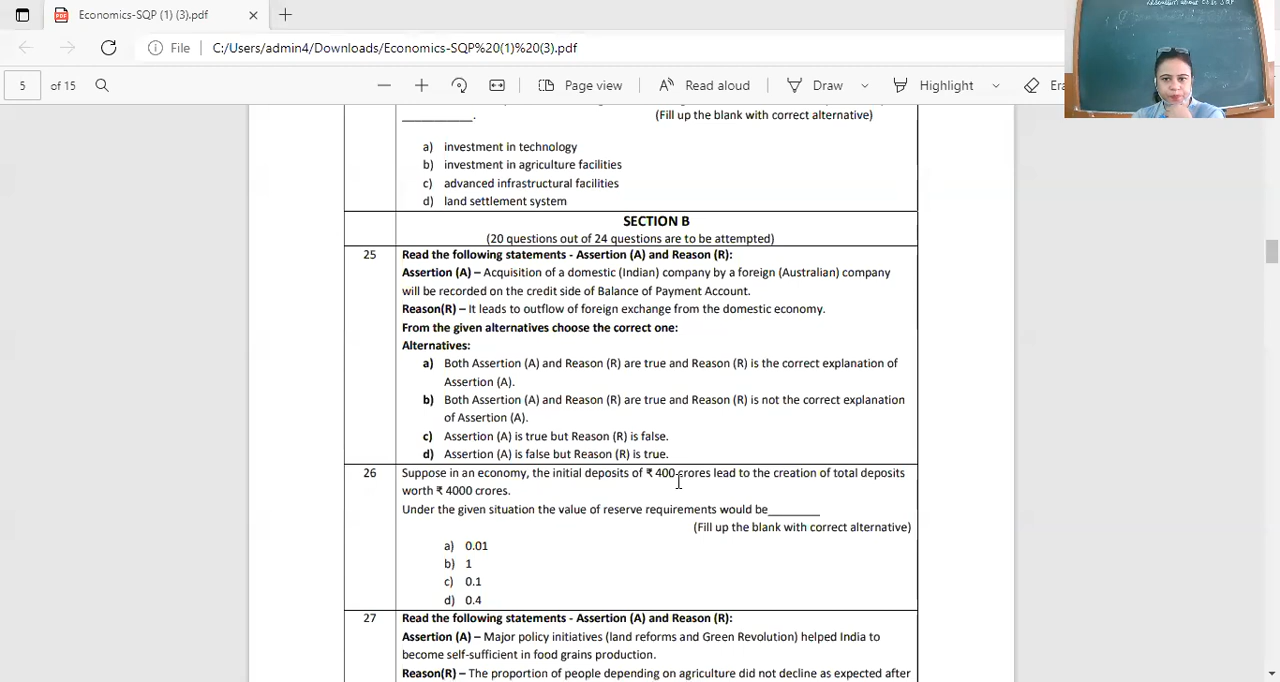 Economics-SQP (1) (3).pdf
File C:/Users/admin4/Downloads/Economics-SQP%20(1)%20(3).pdf
5 of 15 Page view Read aloud Draw Highlight
________. (Fill up the blank with correct alternative)
a) investment in technology
b) investment in agriculture facilities
c) advanced infrastructural facilities
d) land settlement system
SECTION B
(20 questions out of 24 questions are to be attempted)
25 Read the following statements - Assertion (A) and Reason (R):
Assertion (A) – Acquisition of a domestic (Indian) company by a foreign (Australian) company
will be recorded on the credit side of Balance of Payment Account.
Reason(R) – It leads to outflow of foreign exchange from the domestic economy.
From the given alternatives choose the correct one:
Alternatives:
a) Both Assertion (A) and Reason (R) are true and Reason (R) is the correct explanation of
Assertion (A).
b) Both Assertion (A) and Reason (R) are true and Reason (R) is not the correct explanation
of Assertion (A).
c) Assertion (A) is true but Reason (R) is false.
d) Assertion (A) is false but Reason (R) is true.
26 Suppose in an economy, the initial deposits of ₹ 400 crores lead to the creation of total deposits
worth ₹ 4000 crores.
Under the given situation the value of reserve requirements would be________
(Fill up the blank with correct alternative)
a) 0.01
b) 1
c) 0.1
d) 0.4
27 Read the following statements - Assertion (A) and Reason (R):
Assertion (A) – Major policy initiatives (land reforms and Green Revolution) helped India to
become self-sufficient in food grains production.
Reason(R) – The proportion of people depending on agriculture did not decline as expected after